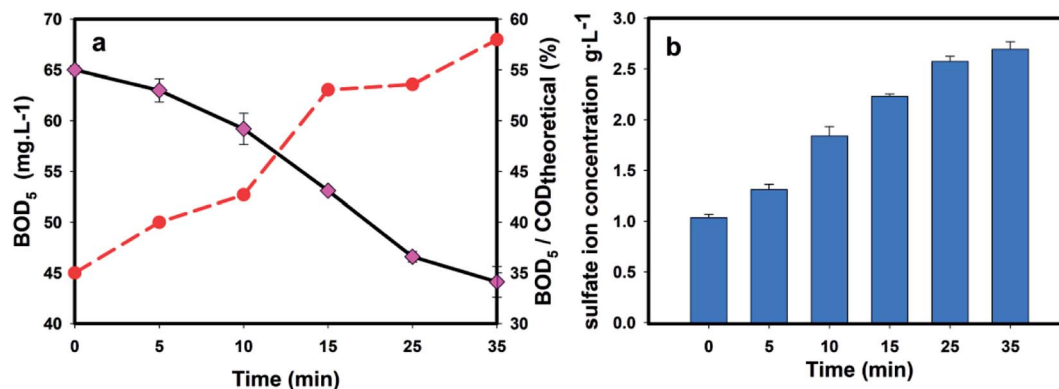 a
BOD5 (mg.L-1)
70
65
60
55
50
45
40
60
55
50
45
40
35
30
BOD5 / CODtheoretical (%)
0 5 10 15 25 35
Time (min)
b
sulfate ion concentration g·L-1
3.0
2.5
2.0
1.5
1.0
0.5
0.0
0 5 10 15 25 35
Time (min)